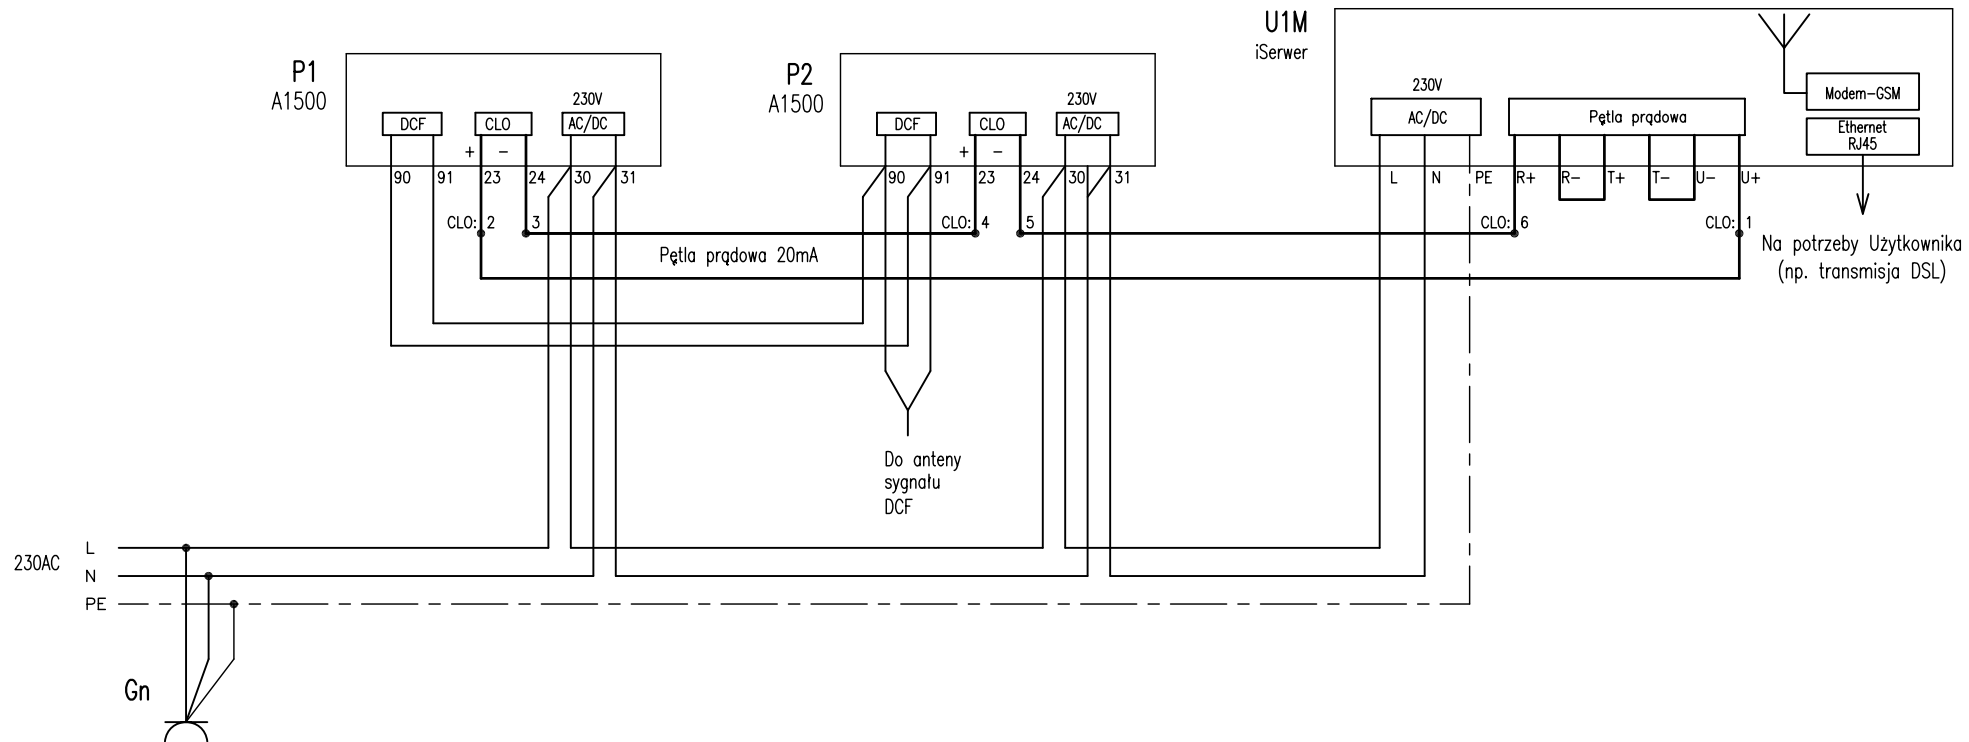 P1
A1500
230V
DCF
CLO
AC/DC
+
-
90
91
23
24
30
31
CLO:
2
3
P2
A1500
230V
DCF
CLO
AC/DC
+
-
90
91
23
24
30
31
CLO:
4
5
U1M
iSerwer
230V
AC/DC
Pętla prądowa
Modem-GSM
Ethernet
RJ45
L
N
PE
R+
R-
T+
T-
U-
U+
CLO:
6
CLO:
1
Pętla prądowa 20mA
Na potrzeby Użytkownika
(np. transmisja DSL)
Do anteny
sygnału
DCF
230AC
L
N
PE
Gn